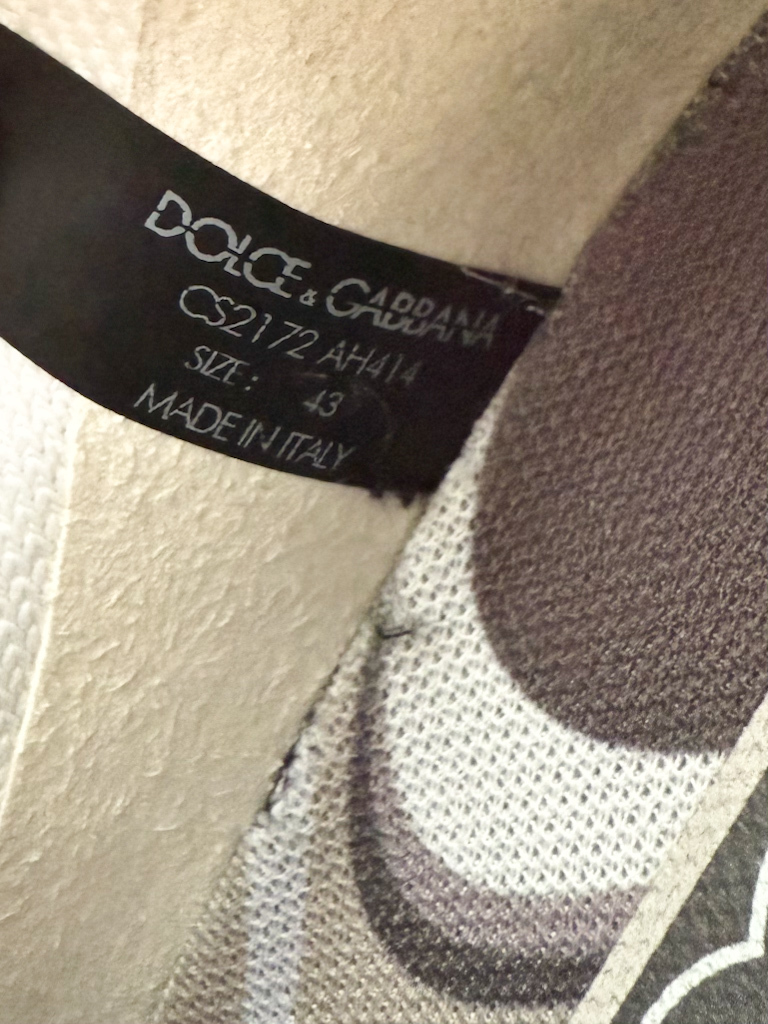 DOLCE & GABBANA
CS2172 AH414
SIZE: 43
MADE IN ITALY